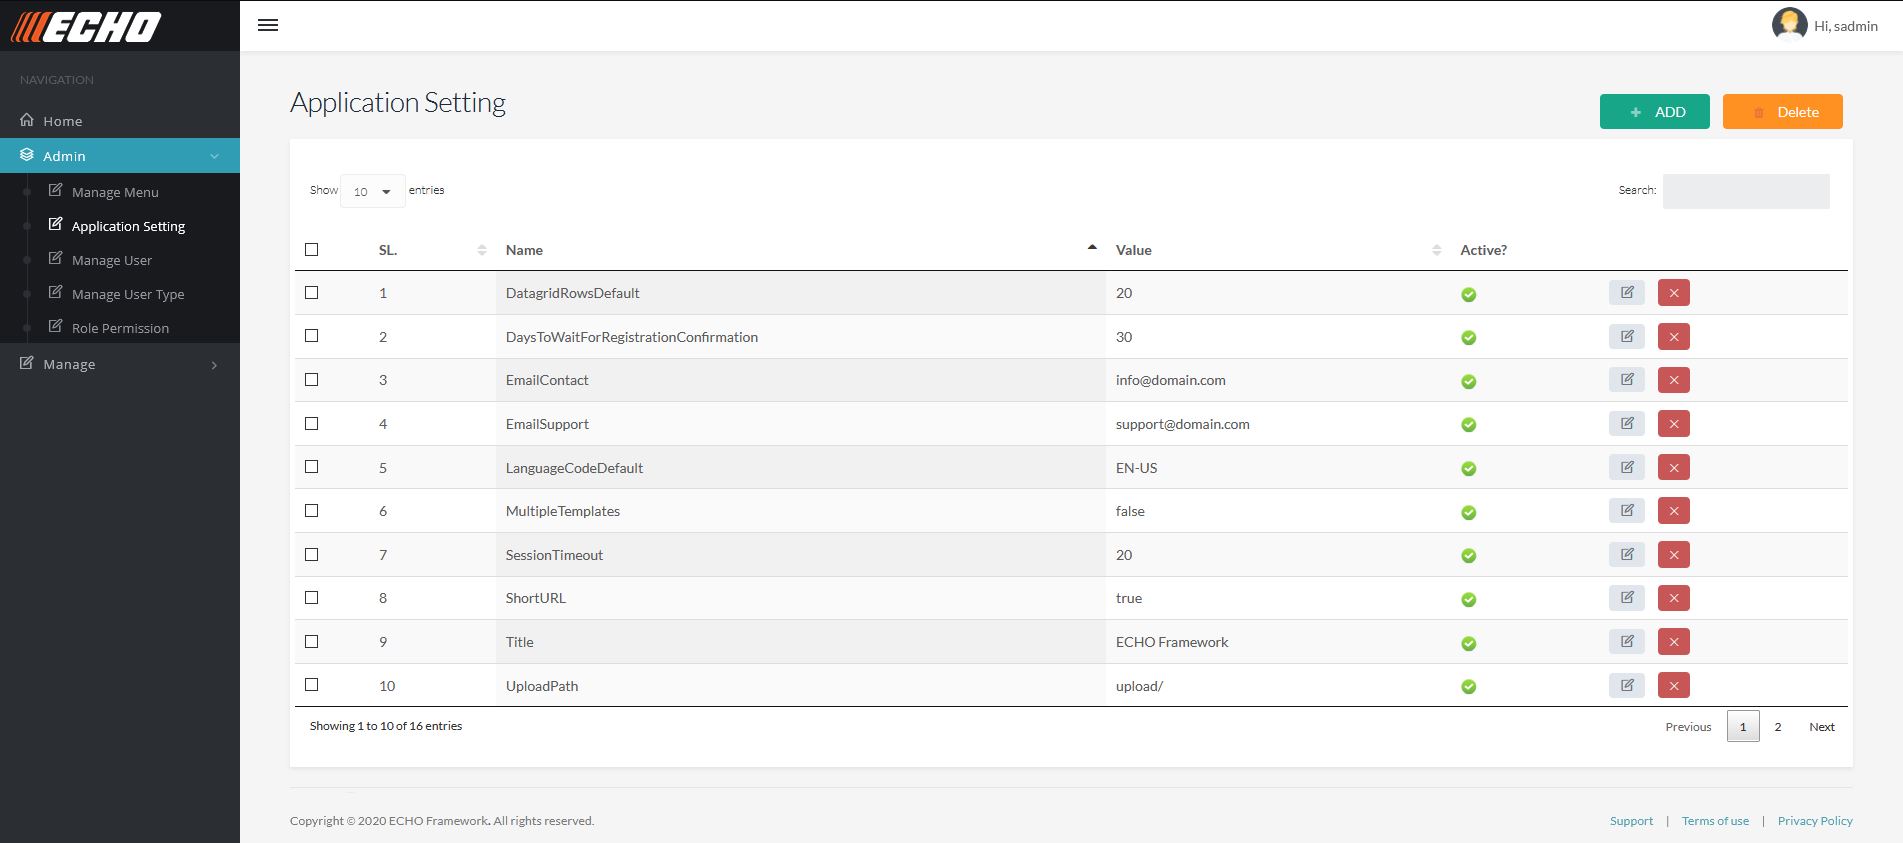 ECHO
Hi, sadmin
NAVIGATION
Home
Admin
Manage Menu
Application Setting
Manage User
Manage User Type
Role Permission
Manage
Application Setting
ADD
Delete
Show 10 entries
Search:
SL. Name Value Active?
1 DatagridRowsDefault 20
2 DaysToWaitForRegistrationConfirmation 30
3 EmailContact info@domain.com
4 EmailSupport support@domain.com
5 LanguageCodeDefault EN-US
6 MultipleTemplates false
7 SessionTimeout 20
8 ShortURL true
9 Title ECHO Framework
10 UploadPath upload/
Showing 1 to 10 of 16 entries
Previous 1 2 Next
Copyright © 2020 ECHO Framework. All rights reserved.
Support | Terms of use | Privacy Policy